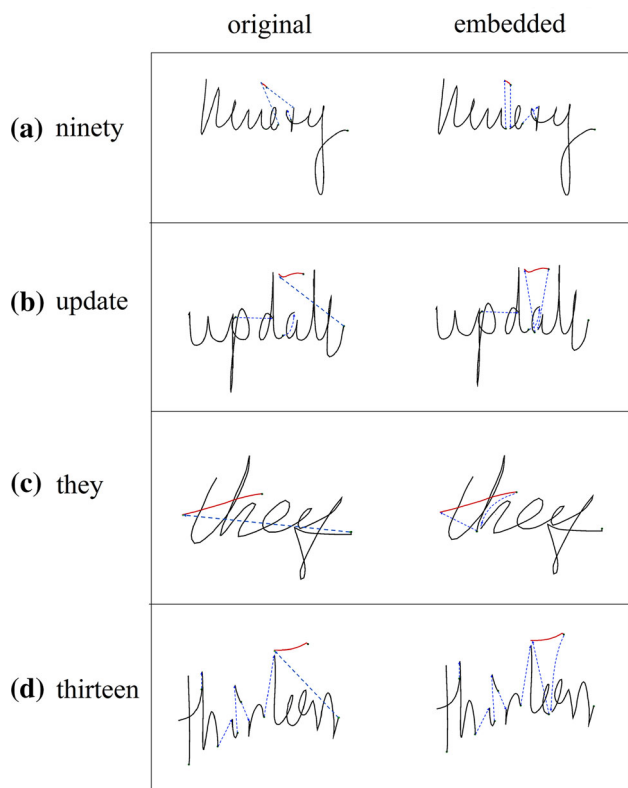 original embedded
(a) ninety Ninety Ninety
(b) update update update
(c) they they they
(d) thirteen thirteen thirteen